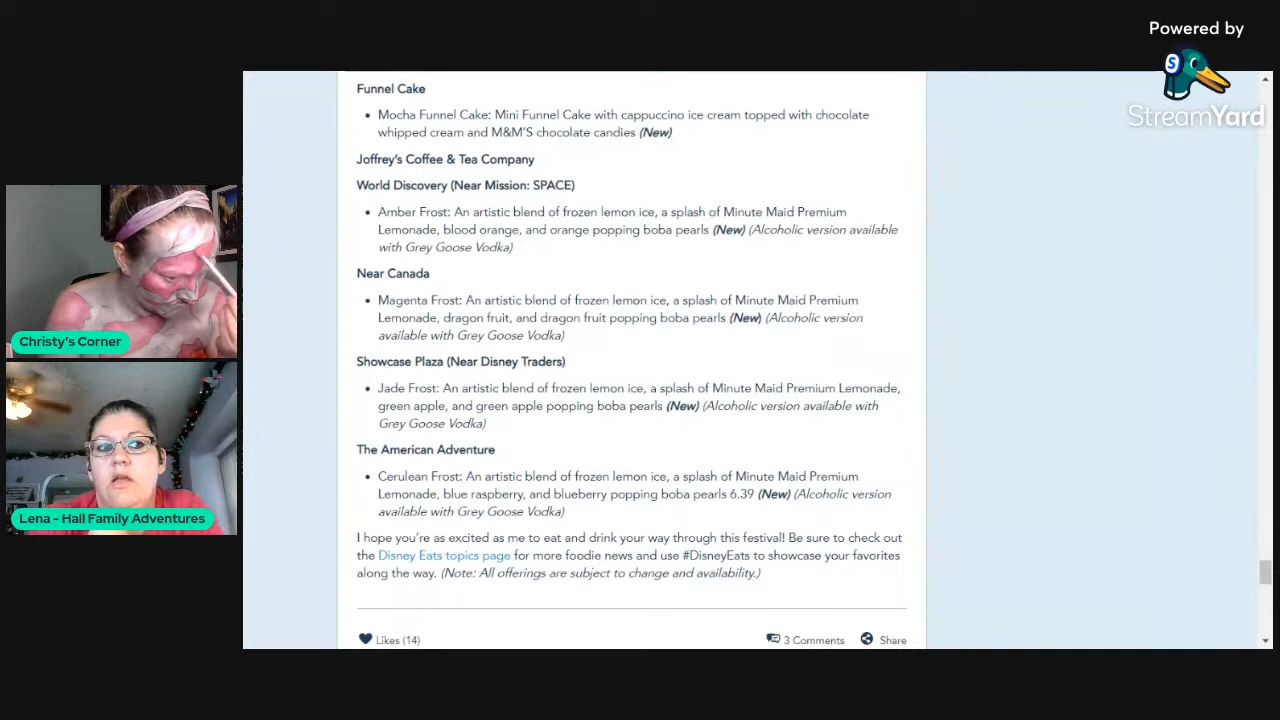 Powered by
S
StreamYard
Funnel Cake
• Mocha Funnel Cake: Mini Funnel Cake with cappuccino ice cream topped with chocolate
whipped cream and M&M'S chocolate candies (New)
Joffrey's Coffee & Tea Company
World Discovery (Near Mission: SPACE)
• Amber Frost: An artistic blend of frozen lemon ice, a splash of Minute Maid Premium
Lemonade, blood orange, and orange popping boba pearls (New) (Alcoholic version available
with Grey Goose Vodka)
Near Canada
• Magenta Frost: An artistic blend of frozen lemon ice, a splash of Minute Maid Premium
Lemonade, dragon fruit, and dragon fruit popping boba pearls (New) (Alcoholic version
available with Grey Goose Vodka)
Showcase Plaza (Near Disney Traders)
• Jade Frost: An artistic blend of frozen lemon ice, a splash of Minute Maid Premium Lemonade,
green apple, and green apple popping boba pearls (New) (Alcoholic version available with
Grey Goose Vodka)
The American Adventure
• Cerulean Frost: An artistic blend of frozen lemon ice, a splash of Minute Maid Premium
Lemonade, blue raspberry, and blueberry popping boba pearls 6.39 (New) (Alcoholic version
available with Grey Goose Vodka)
I hope you're as excited as me to eat and drink your way through this festival! Be sure to check out
the Disney Eats topics page for more foodie news and use #DisneyEats to showcase your favorites
along the way. (Note: All offerings are subject to change and availability.)
Likes (14)
3 Comments
Share
Christy's Corner
Lena - Hall Family Adventures